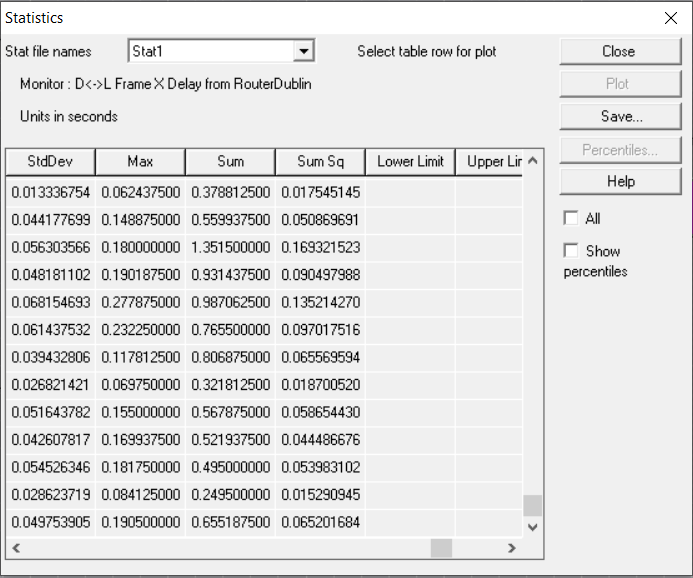 Statistics
Stat file names Stat1 Select table row for plot Close
Monitor : D<->L Frame X Delay from RouterDublin Plot
Units in seconds Save...
Percentiles...
Help
All
Show
percentiles
StdDev Max Sum Sum Sq Lower Limit Upper Lir
0.013336754 0.062437500 0.378812500 0.017545145
0.044177699 0.148875000 0.559937500 0.050869691
0.056303566 0.180000000 1.351500000 0.169321523
0.048181102 0.190187500 0.931437500 0.090497988
0.068154693 0.277875000 0.987062500 0.135214270
0.061437532 0.232250000 0.765500000 0.097017516
0.039432806 0.117812500 0.806875000 0.065569594
0.026821421 0.069750000 0.321812500 0.018700520
0.051643782 0.155000000 0.567875000 0.058654430
0.042607817 0.169937500 0.521937500 0.044486676
0.054526346 0.181750000 0.495000000 0.053983102
0.028623719 0.084125000 0.249500000 0.015290945
0.049753905 0.190500000 0.655187500 0.065201684